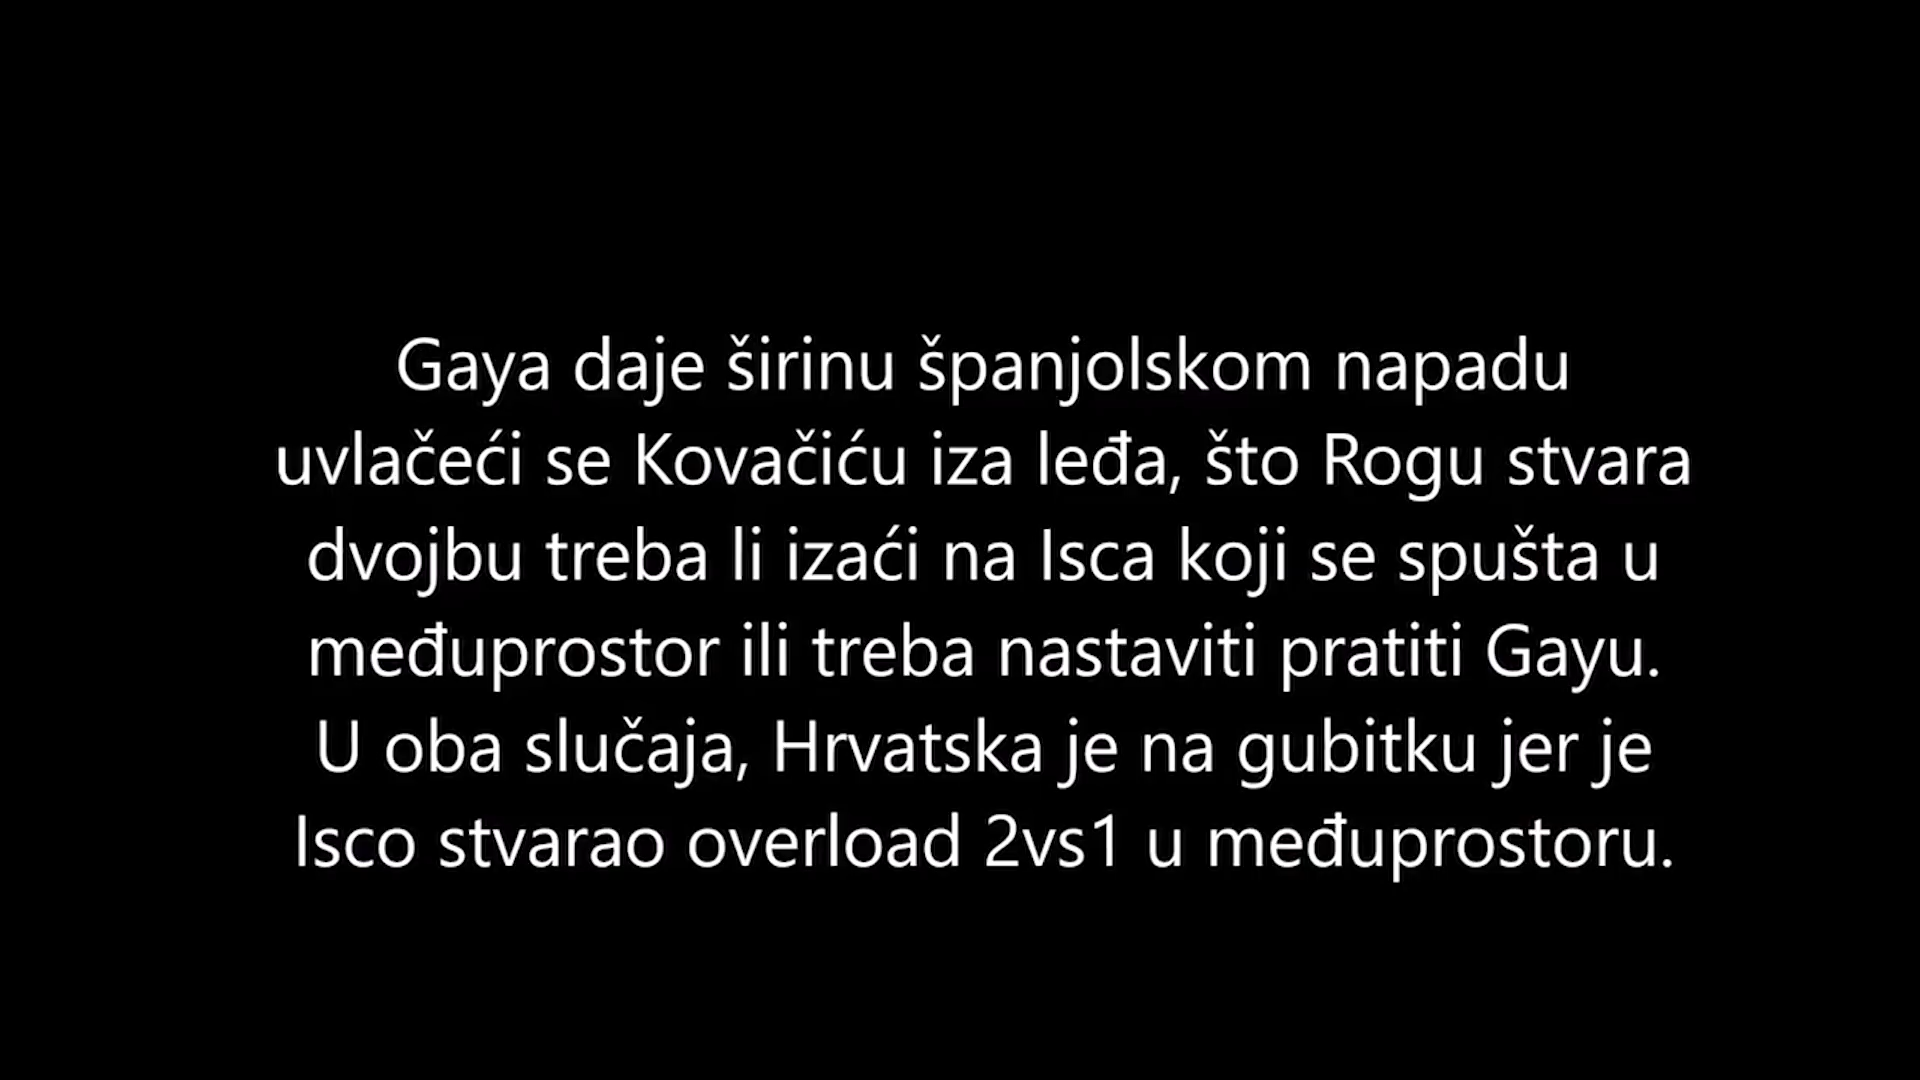 Gaya daje širinu španjolskom napadu
uvlačeći se Kovačiću iza leđa, što Rogu stvara
dvojbu treba li izaći na Isca koji se spušta u
međuprostor ili treba nastaviti pratiti Gayu.
U oba slučaja, Hrvatska je na gubitku jer je
Isco stvarao overload 2vs1 u međuprostoru.